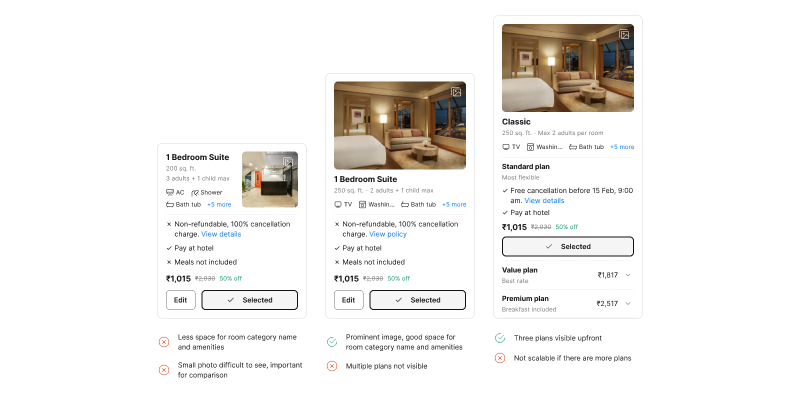 1 Bedroom Suite
200 sq. ft.
3 adults + 1 child max
AC Shower
Bath tub +5 more
Non-refundable, 100% cancellation
charge. View details
Pay at hotel
Meals not included
₹1,015 ₹2,030 50% off
Edit Selected
Less space for room category name
and amenities
Small photo difficult to see, important
for comparison
1 Bedroom Suite
250 sq. ft. · 2 adults + 1 child max
TV Washin... Bath tub +5 more
Non-refundable, 100% cancellation
charge. View policy
Pay at hotel
Meals not included
₹1,015 ₹2,030 50% off
Edit Selected
Prominent image, good space for
room category name and amenities
Multiple plans not visible
Classic
250 sq. ft. · Max 2 adults per room
TV Washin... Bath tub +5 more
Standard plan
Most flexible
Free cancellation before 15 Feb, 9:00
am. View details
Pay at hotel
₹1,015 ₹2,030 50% off
Selected
Value plan
Best rate
₹1,817
Premium plan
Breakfast included
₹2,517
Three plans visible upfront
Not scalable if there are more plans